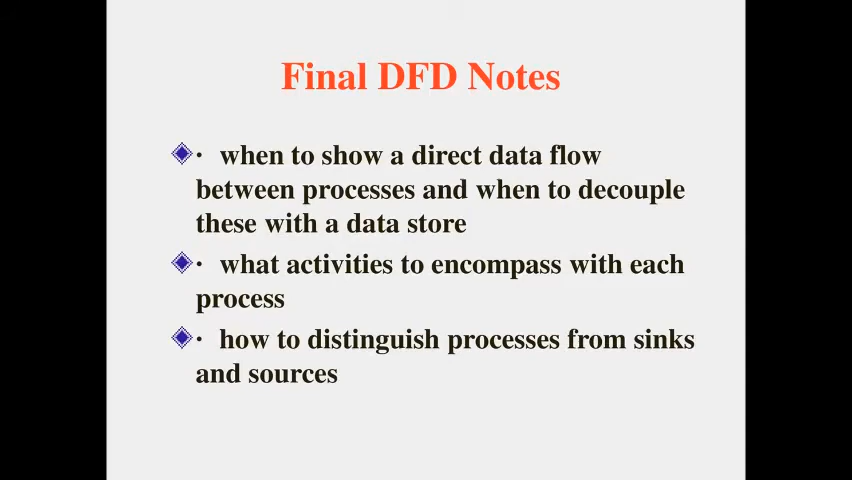 Final DFD Notes
· when to show a direct data flow
between processes and when to decouple
these with a data store
· what activities to encompass with each
process
· how to distinguish processes from sinks
and sources